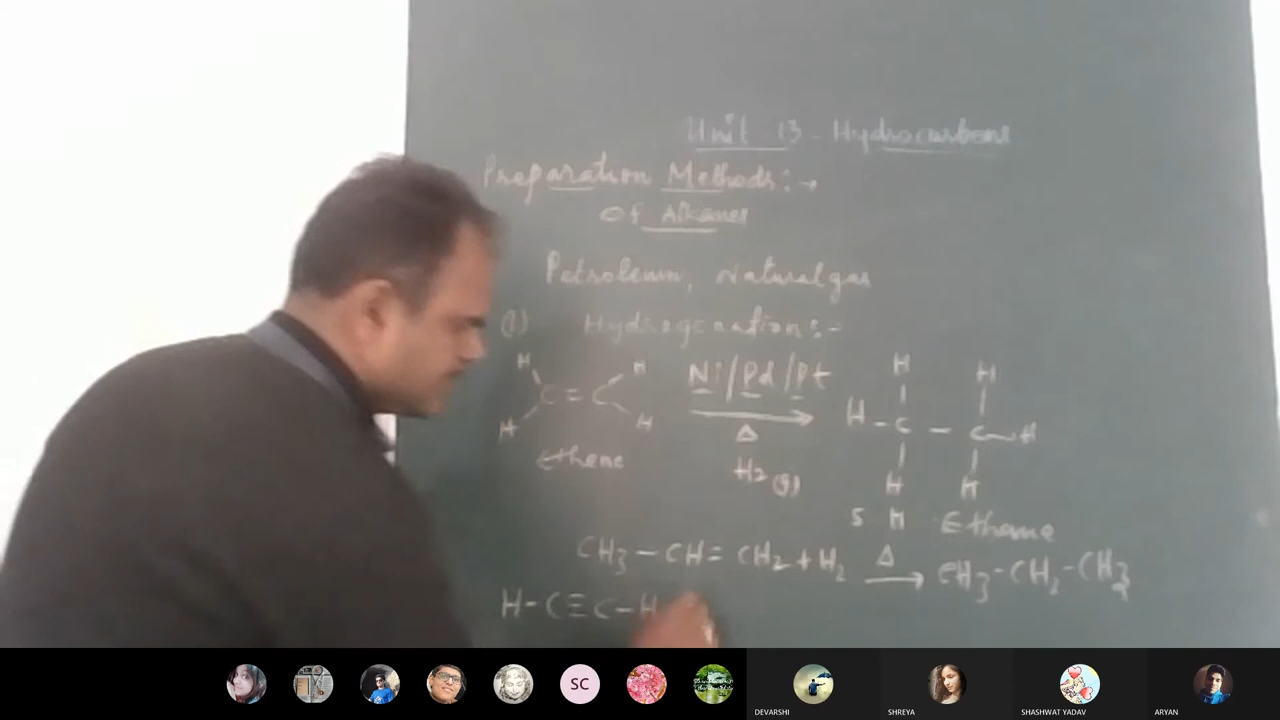 Unit 13 - Hydrocarbons
Preparation Methods :→
of Alkanes
Petroleum, Natural gas
(1) Hydrogenation :-
H H Ni/Pd/Pt H H
C = C H - C - C - H
H H Δ
Ethene H2(g) H H
Ethane
CH3 - CH = CH2 + H2 Δ → CH3 - CH2 - CH3
H - C ≡ C - H
SC
DEVARSHI SHREYA SHASHWAT YADAV ARYAN